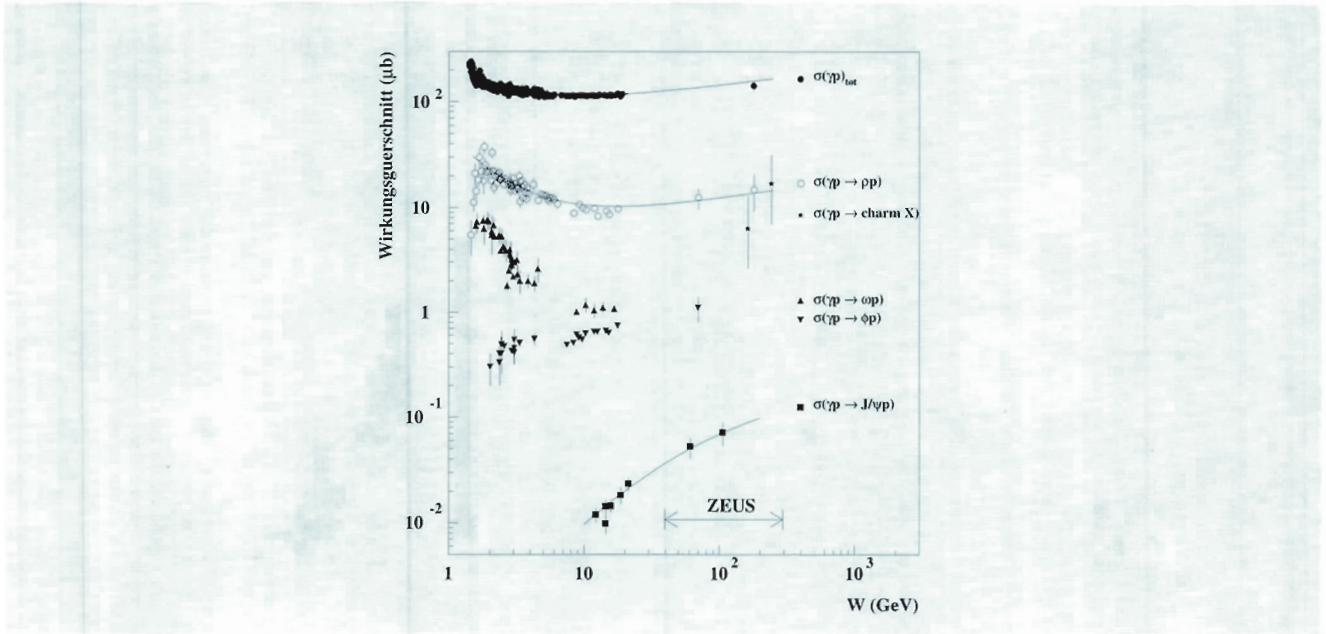 Wirkungsguerschnitt (μb)
10²
10
1
10⁻¹
10⁻²
σ(γp)tot
σ(γp → ρp)
σ(γp → charm X)
σ(γp → ωp)
σ(γp → ϕp)
σ(γp → J/ψp)
ZEUS
1
10
10²
10³
W (GeV)